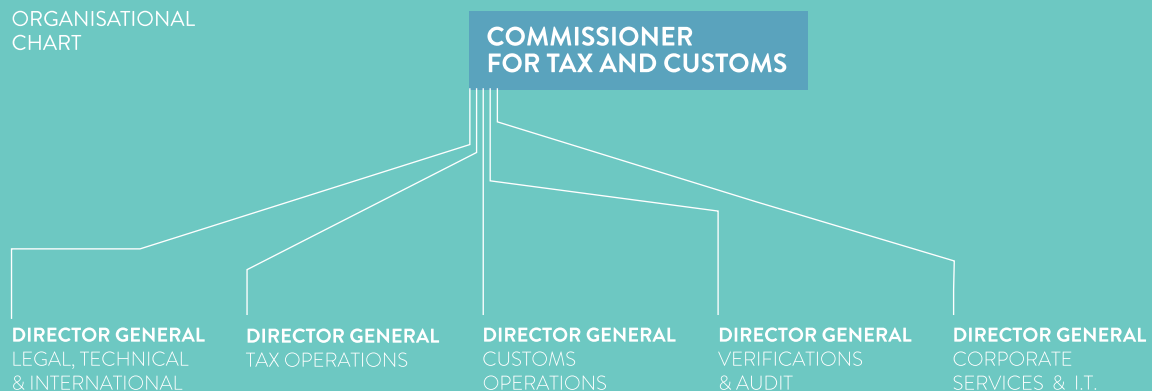 ORGANISATIONAL
CHART
COMMISSIONER
FOR TAX AND CUSTOMS
DIRECTOR GENERAL
LEGAL, TECHNICAL
& INTERNATIONAL
DIRECTOR GENERAL
TAX OPERATIONS
DIRECTOR GENERAL
CUSTOMS
OPERATIONS
DIRECTOR GENERAL
VERIFICATIONS
& AUDIT
DIRECTOR GENERAL
CORPORATE
SERVICES & I.T.